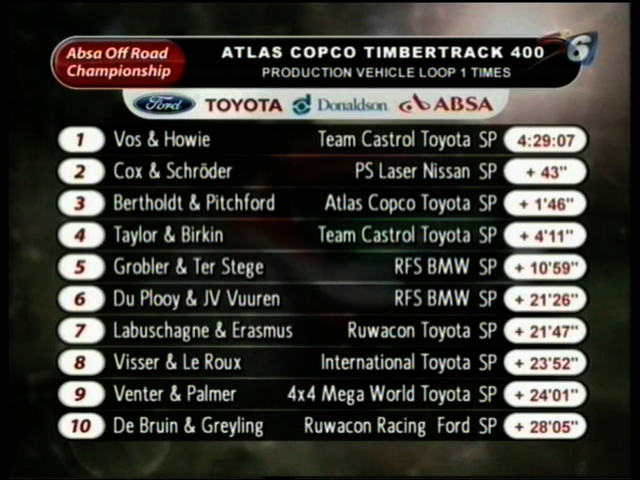 Absa Off Road
Championship
ATLAS COPCO TIMBERTRACK 400
PRODUCTION VEHICLE LOOP 1 TIMES
6
Ford TOYOTA Donaldson ABSA
1 Vos & Howie Team Castrol Toyota SP 4:29:07
2 Cox & Schröder PS Laser Nissan SP + 43"
3 Bertholdt & Pitchford Atlas Copco Toyota SP + 1'46"
4 Taylor & Birkin Team Castrol Toyota SP + 4'11"
5 Grobler & Ter Stege RFS BMW SP + 10'59"
6 Du Plooy & JV Vuuren RFS BMW SP + 21'26"
7 Labuschagne & Erasmus Ruwacon Toyota SP + 21'47"
8 Visser & Le Roux International Toyota SP + 23'52"
9 Venter & Palmer 4x4 Mega World Toyota SP + 24'01"
10 De Bruin & Greyling Ruwacon Racing Ford SP + 28'05"